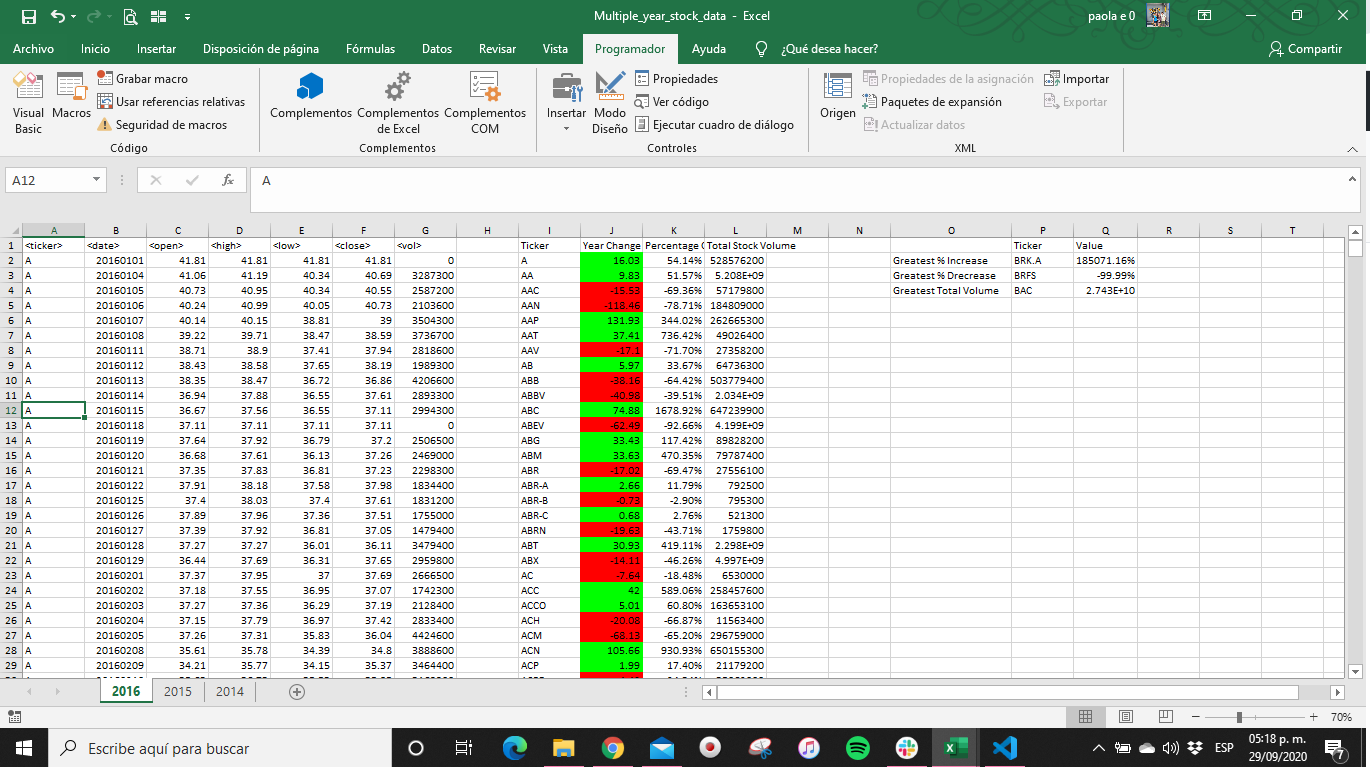 Multiple_year_stock_data - Excel
paola e 0
Archivo Inicio Insertar Disposición de página Fórmulas Datos Revisar Vista Programador Ayuda ¿Qué desea hacer? Compartir
Visual Basic
Macros
Grabar macro
Usar referencias relativas
Seguridad de macros
Código
Complementos
Complementos de Excel
Complementos COM
Complementos
Insertar
Modo Diseño
Propiedades
Ver código
Ejecutar cuadro de diálogo
Controles
Origen
Propiedades de la asignación
Paquetes de expansión
Actualizar datos
Importar
Exportar
XML
A12 fx A
A B C D E F G H I J K L M N O P Q R S T
1 <ticker> <date> <open> <high> <low> <close> <vol> Ticker Year Change Percentage C Total Stock Volume Ticker Value
2 A 20160101 41.81 41.81 41.81 41.81 0 A 16.03 54.14% 528576200 Greatest % Increase BRK.A 185071.16%
3 A 20160104 41.06 41.19 40.34 40.69 3287300 AA 9.83 51.57% 5.208E+09 Greatest % Drecrease BRFS -99.99%
4 A 20160105 40.73 40.95 40.34 40.55 2587200 AAC -15.53 -69.36% 57179800 Greatest Total Volume BAC 2.743E+10
5 A 20160106 40.24 40.99 40.05 40.73 2103600 AAN -118.46 -78.71% 184809000
6 A 20160107 40.14 40.15 38.81 39 3504300 AAP 131.93 344.02% 262665300
7 A 20160108 39.22 39.71 38.47 38.59 3736700 AAT 37.41 736.42% 49026400
8 A 20160111 38.71 38.9 37.41 37.94 2818600 AAV -17.1 -71.70% 27358200
9 A 20160112 38.43 38.58 37.65 38.19 1989300 AB 5.97 33.67% 64736300
10 A 20160113 38.35 38.47 36.72 36.86 4206600 ABB -38.16 -64.42% 503779400
11 A 20160114 36.94 37.88 36.55 37.61 2893300 ABBV -40.98 -39.51% 2.034E+09
12 A 20160115 36.67 37.56 36.55 37.11 2994300 ABC 74.88 1678.92% 647239900
13 A 20160118 37.11 37.11 37.11 37.11 0 ABEV -62.49 -92.66% 4.199E+09
14 A 20160119 37.64 37.92 36.79 37.2 2506500 ABG 33.43 117.42% 89828200
15 A 20160120 36.68 37.61 36.13 37.26 2469000 ABM 33.63 470.35% 79787400
16 A 20160121 37.35 37.83 36.81 37.23 2298300 ABR -17.02 -69.47% 27556100
17 A 20160122 37.91 38.18 37.58 37.98 1834400 ABR-A 2.66 11.79% 792500
18 A 20160125 37.4 38.03 37.4 37.61 1831200 ABR-B -0.73 -2.90% 795300
19 A 20160126 37.89 37.96 37.36 37.51 1755000 ABR-C 0.68 2.76% 521300
20 A 20160127 37.39 37.92 36.81 37.05 1479400 ABRN -19.63 -43.71% 1759800
21 A 20160128 37.27 37.27 36.01 36.11 3479400 ABT 30.93 419.11% 2.298E+09
22 A 20160129 36.44 37.69 36.31 37.65 2959800 ABX -14.11 -46.26% 4.997E+09
23 A 20160201 37.37 37.95 37 37.69 2666500 AC -7.64 -18.48% 6530000
24 A 20160202 37.18 37.55 36.95 37.07 1742300 ACC 42 589.06% 258457600
25 A 20160203 37.27 37.36 36.29 37.19 2128400 ACCO 5.01 60.80% 163653100
26 A 20160204 37.15 37.79 36.97 37.42 2833400 ACH -20.08 -66.87% 11563400
27 A 20160205 37.26 37.31 35.83 36.04 4424600 ACM -68.13 -65.20% 296759000
28 A 20160208 35.61 35.78 34.39 34.8 3888600 ACN 105.66 930.93% 650155300
29 A 20160209 34.21 35.77 34.15 35.37 3464400 ACP 1.99 17.40% 21179200
2016 2015 2014
70%
Escribe aquí para buscar
ESP
05:18 p. m.
29/09/2020
7